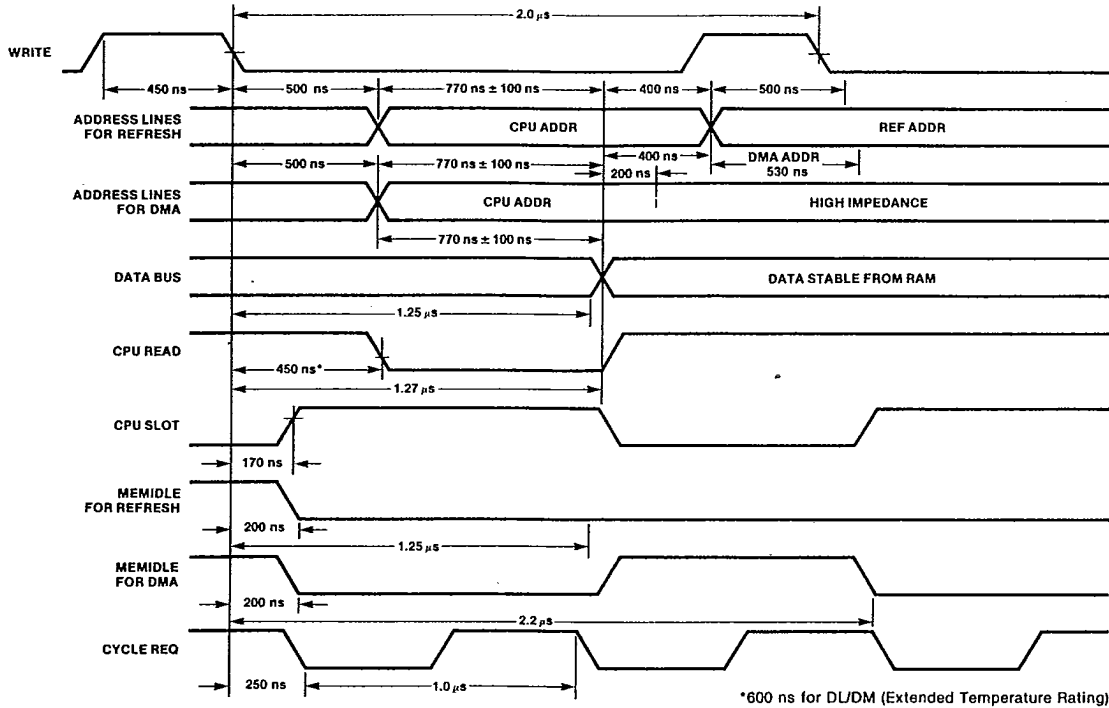 2.0 μs
WRITE
450 ns
500 ns
770 ns ± 100 ns
400 ns
500 ns
ADDRESS LINES
FOR REFRESH
CPU ADDR
REF ADDR
500 ns
770 ns ± 100 ns
400 ns
DMA ADDR
530 ns
200 ns
ADDRESS LINES
FOR DMA
CPU ADDR
HIGH IMPEDANCE
770 ns ± 100 ns
DATA BUS
DATA STABLE FROM RAM
1.25 μs
CPU READ
450 ns*
1.27 μs
CPU SLOT
170 ns
MEMIDLE
FOR REFRESH
200 ns
1.25 μs
MEMIDLE
FOR DMA
200 ns
2.2 μs
CYCLE REQ
250 ns
1.0 μs
*600 ns for DL/DM (Extended Temperature Rating)